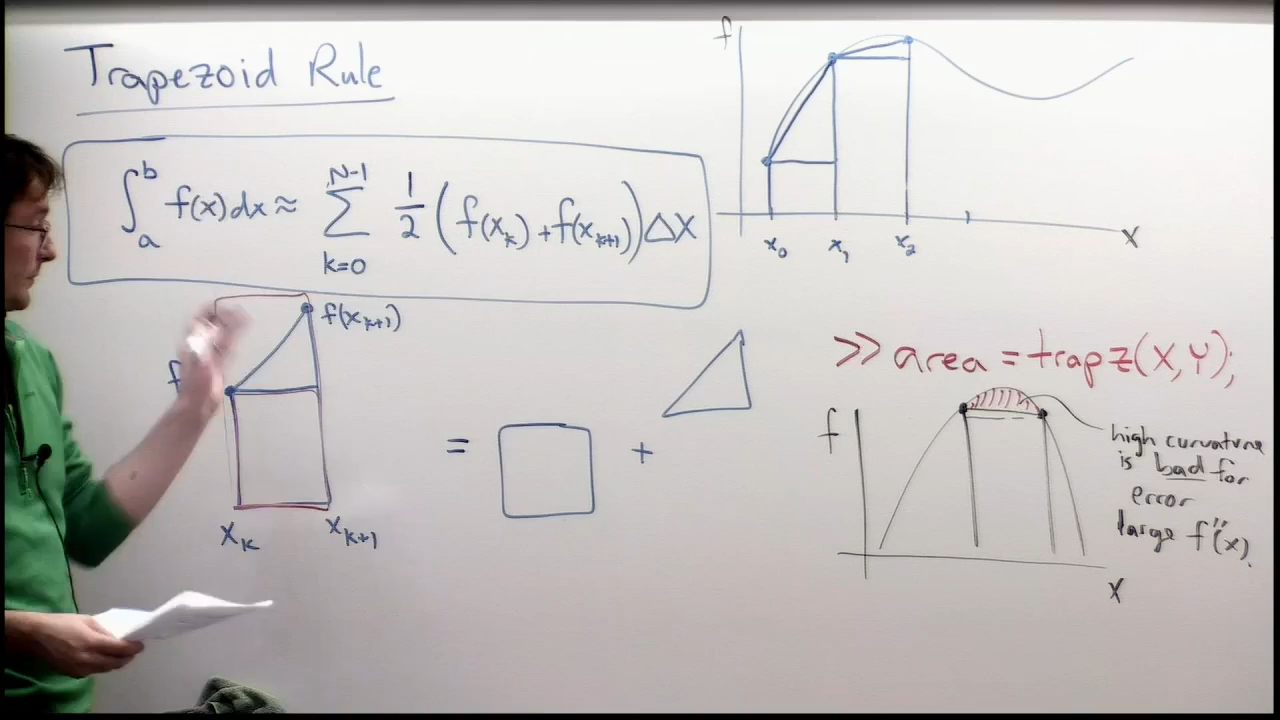 Trapezoid Rule
∫_a^b f(x)dx ≈ ∑_{k=0}^{N-1} 1/2 (f(x_k)+f(x_{k+1}))Δx
f(x_{k+1})
f
x_k
x_{k+1}
=
+
f
x_0 x_1 x_2
x
>> area = trapz(X,Y);
f
high curvature
is bad for
error
large f"(x).
x